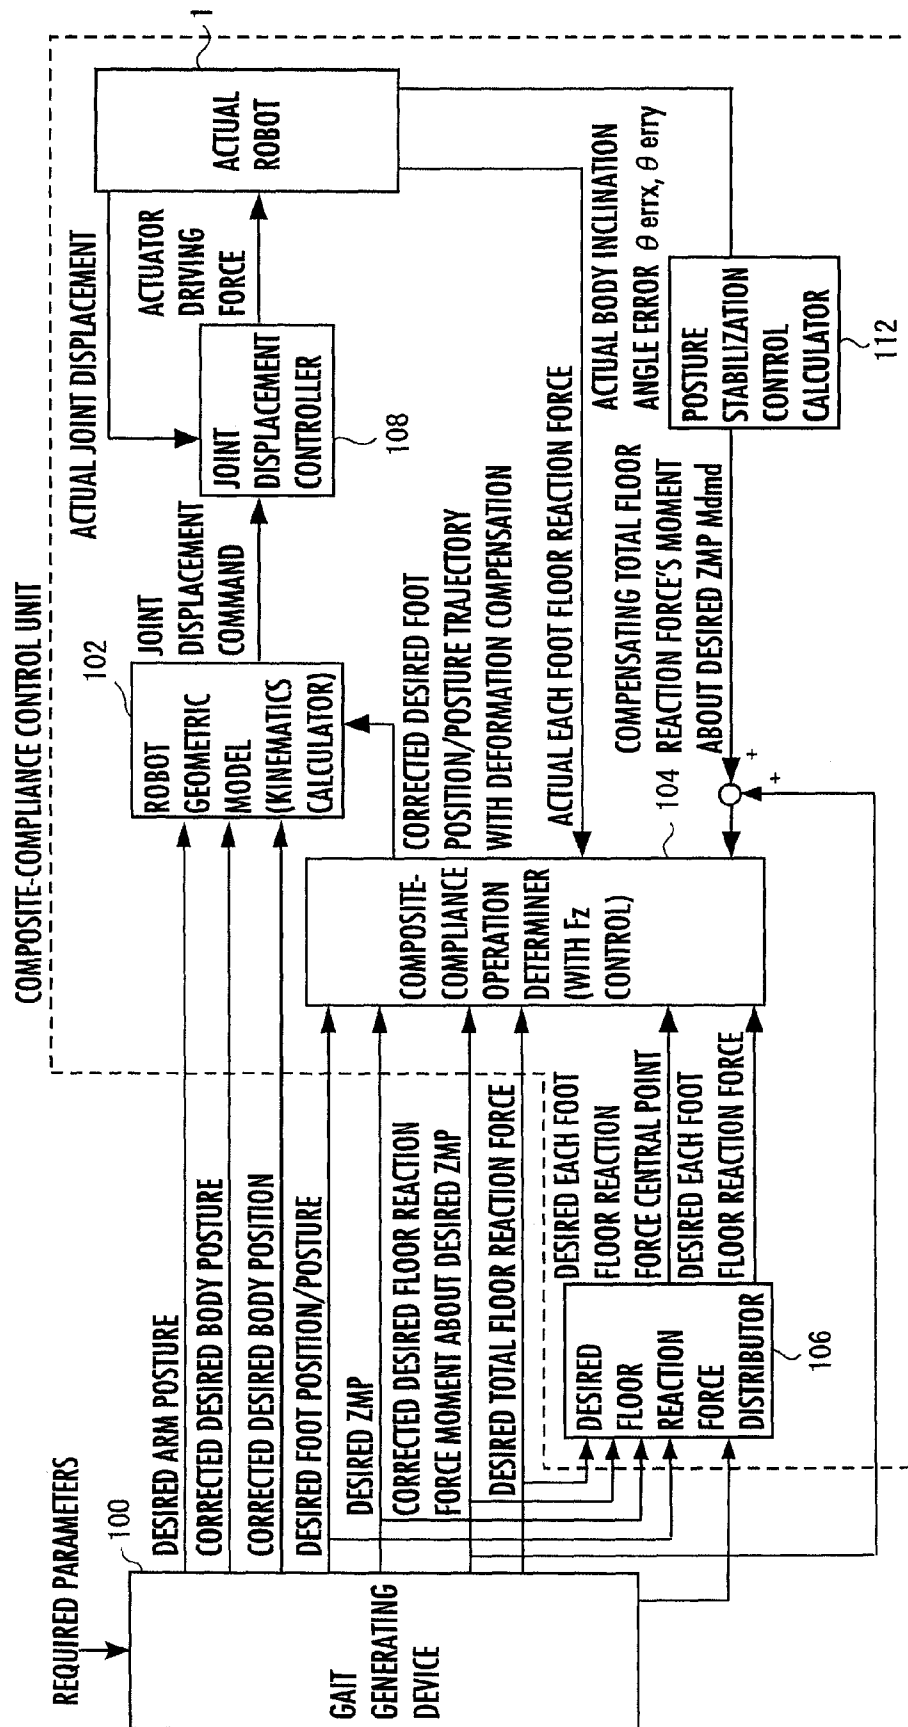 COMPOSITE-COMPLIANCE CONTROL UNIT
REQUIRED PARAMETERS
100
GAIT
GENERATING
DEVICE
DESIRED ARM POSTURE
CORRECTED DESIRED BODY POSTURE
CORRECTED DESIRED BODY POSITION
DESIRED FOOT POSITION/POSTURE
DESIRED ZMP
CORRECTED DESIRED FLOOR REACTION
FORCE MOMENT ABOUT DESIRED ZMP
DESIRED TOTAL FLOOR REACTION FORCE
DESIRED
FLOOR
REACTION
FORCE
DISTRIBUTOR
106
DESIRED EACH FOOT
FLOOR REACTION
FORCE CENTRAL POINT
DESIRED EACH FOOT
FLOOR REACTION FORCE
102
ROBOT
GEOMETRIC
MODEL
(KINEMATICS
CALCULATOR)
JOINT
DISPLACEMENT
COMMAND
COMPOSITE-
COMPLIANCE
OPERATION
DETERMINER
(WITH Fz
CONTROL)
104
CORRECTED DESIRED FOOT
POSITION/POSTURE TRAJECTORY
WITH DEFORMATION COMPENSATION
ACTUAL JOINT DISPLACEMENT
JOINT
DISPLACEMENT
CONTROLLER
108
ACTUATOR
DRIVING
FORCE
ACTUAL
ROBOT
1
ACTUAL EACH FOOT FLOOR REACTION FORCE
ACTUAL BODY INCLINATION
ANGLE ERROR θ errx, θ erry
COMPENSATING TOTAL FLOOR
REACTION FORCE'S MOMENT
ABOUT DESIRED ZMP Mdmd
+
+
POSTURE
STABILIZATION
CONTROL
CALCULATOR
112